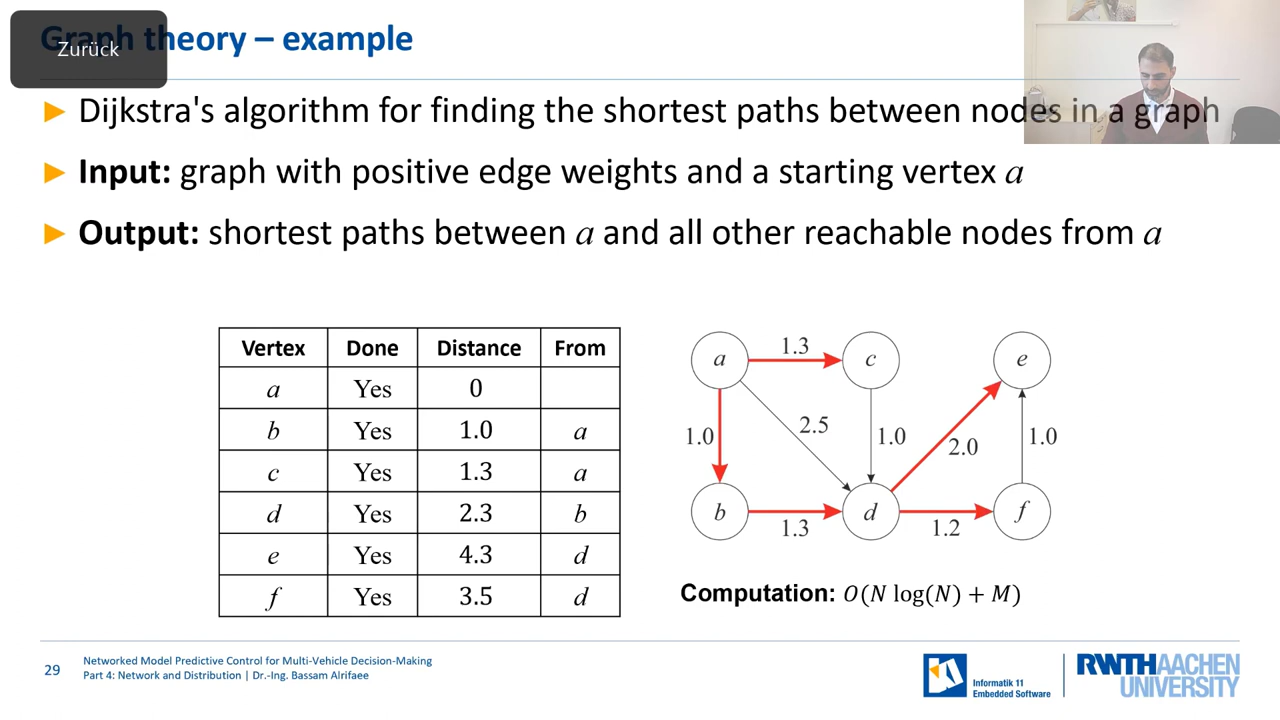 Graph theory – example
Zurück
Dijkstra's algorithm for finding the shortest paths between nodes in a graph
Input: graph with positive edge weights and a starting vertex a
Output: shortest paths between a and all other reachable nodes from a
Vertex Done Distance From
a Yes 0
b Yes 1.0 a
c Yes 1.3 a
d Yes 2.3 b
e Yes 4.3 d
f Yes 3.5 d
a 1.3 c e
1.0 2.5 1.0 2.0 1.0
b 1.3 d 1.2 f
Computation: O(N log(N) + M)
29
Networked Model Predictive Control for Multi-Vehicle Decision-Making
Part 4: Network and Distribution | Dr.-Ing. Bassam Alrifaee
Informatik 11
Embedded Software
RWTHAACHEN
UNIVERSITY